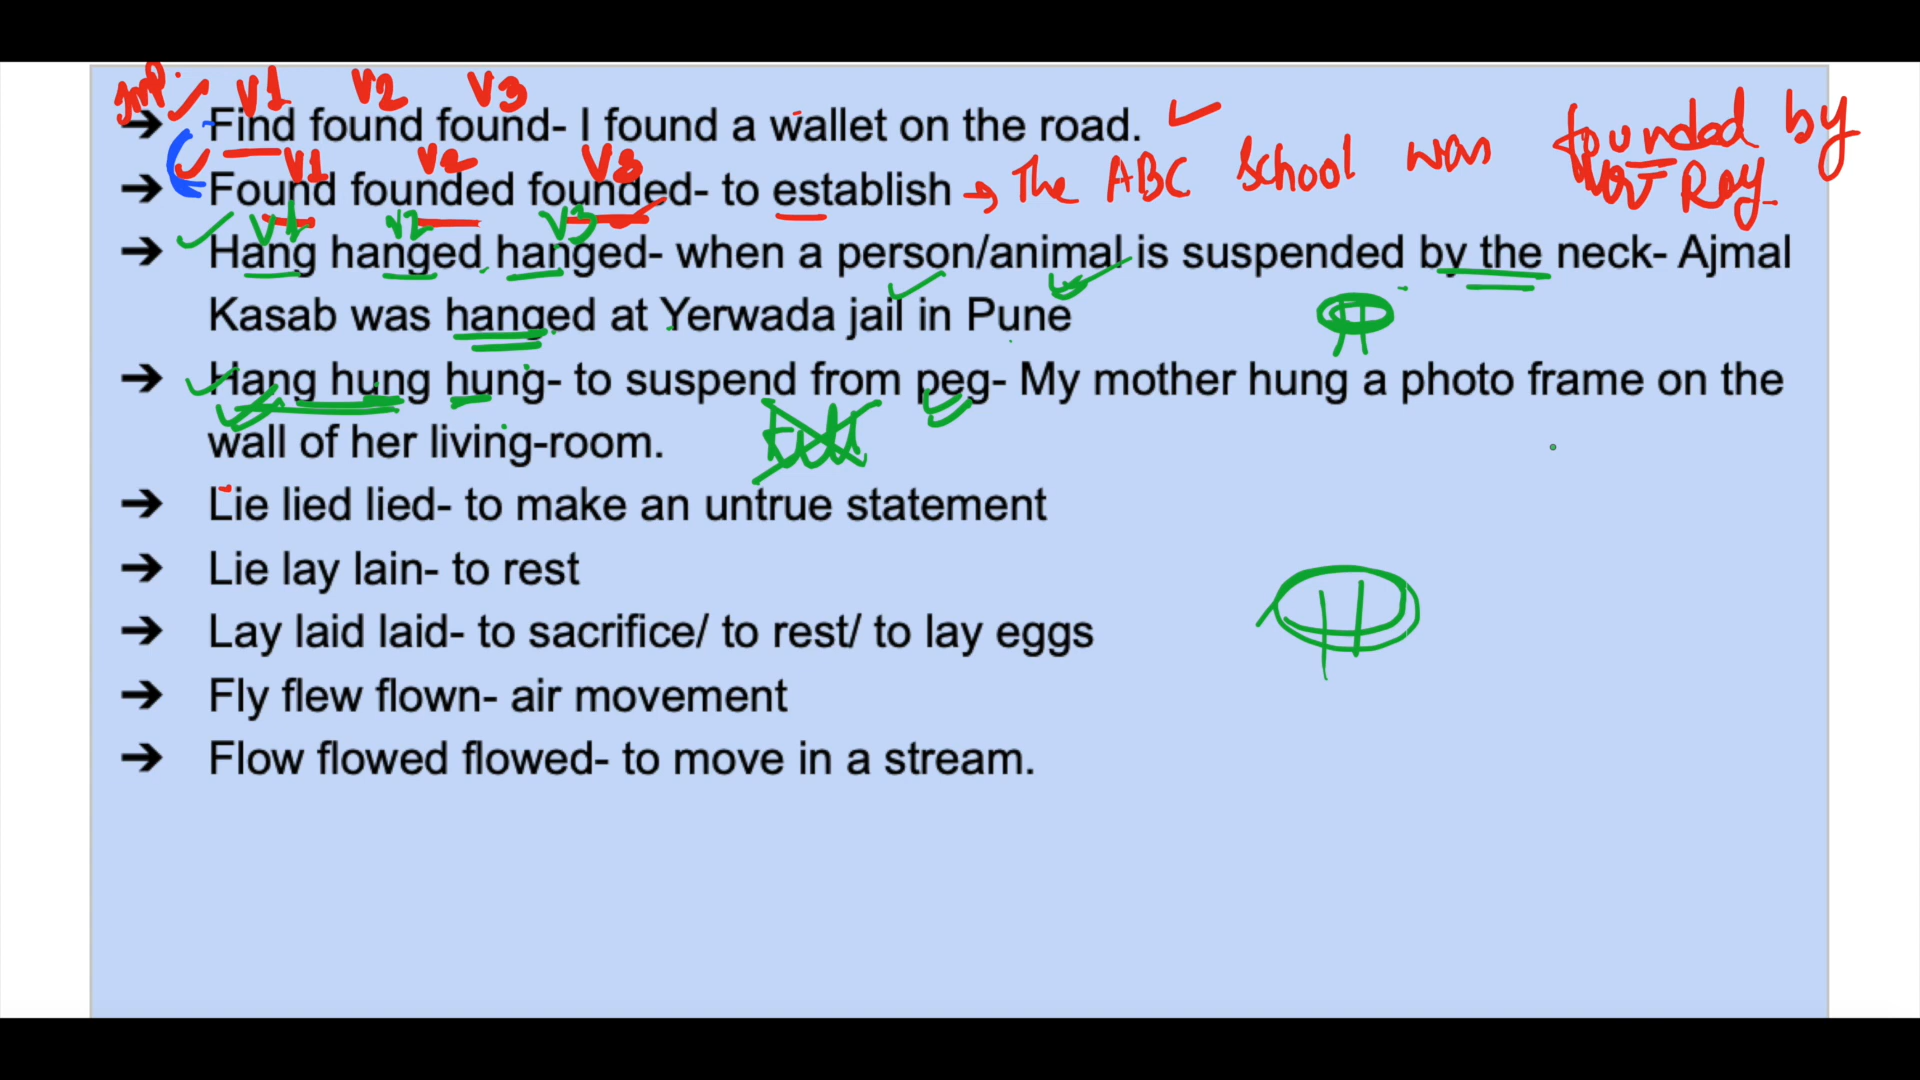 Imp. V1 V2 V3
→ Find found found- I found a wallet on the road.
V1 V2 V3
→ Found founded founded- to establish → The ABC School was founded by
Mr Ray.
V1 V2 V3
→ Hang hanged hanged- when a person/animal is suspended by the neck- Ajmal
Kasab was hanged at Yerwada jail in Pune
→ Hang hung hung- to suspend from peg- My mother hung a photo frame on the
wall of her living-room.
→ Lie lied lied- to make an untrue statement
→ Lie lay lain- to rest
→ Lay laid laid- to sacrifice/ to rest/ to lay eggs
→ Fly flew flown- air movement
→ Flow flowed flowed- to move in a stream.